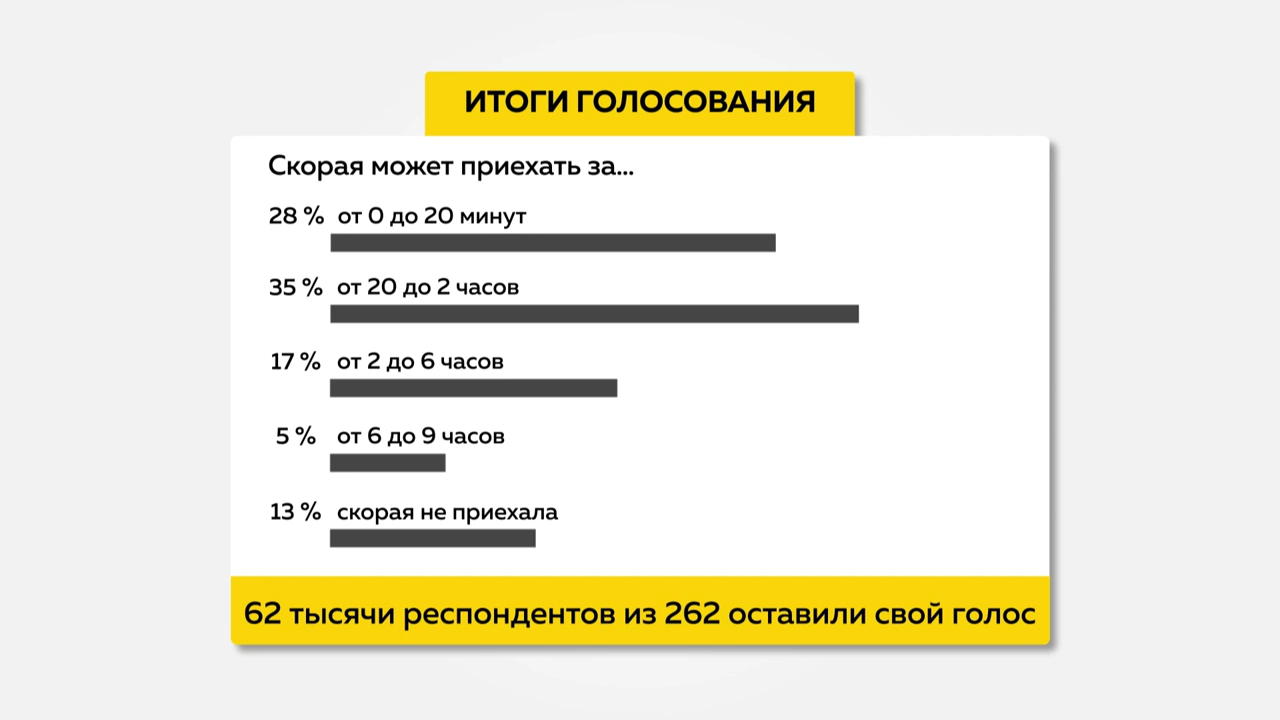 ИТОГИ ГОЛОСОВАНИЯ
Скорая может приехать за...
28 % от 0 до 20 минут
35 % от 20 до 2 часов
17 % от 2 до 6 часов
5 % от 6 до 9 часов
13 % скорая не приехала
62 тысячи респондентов из 262 оставили свой голос